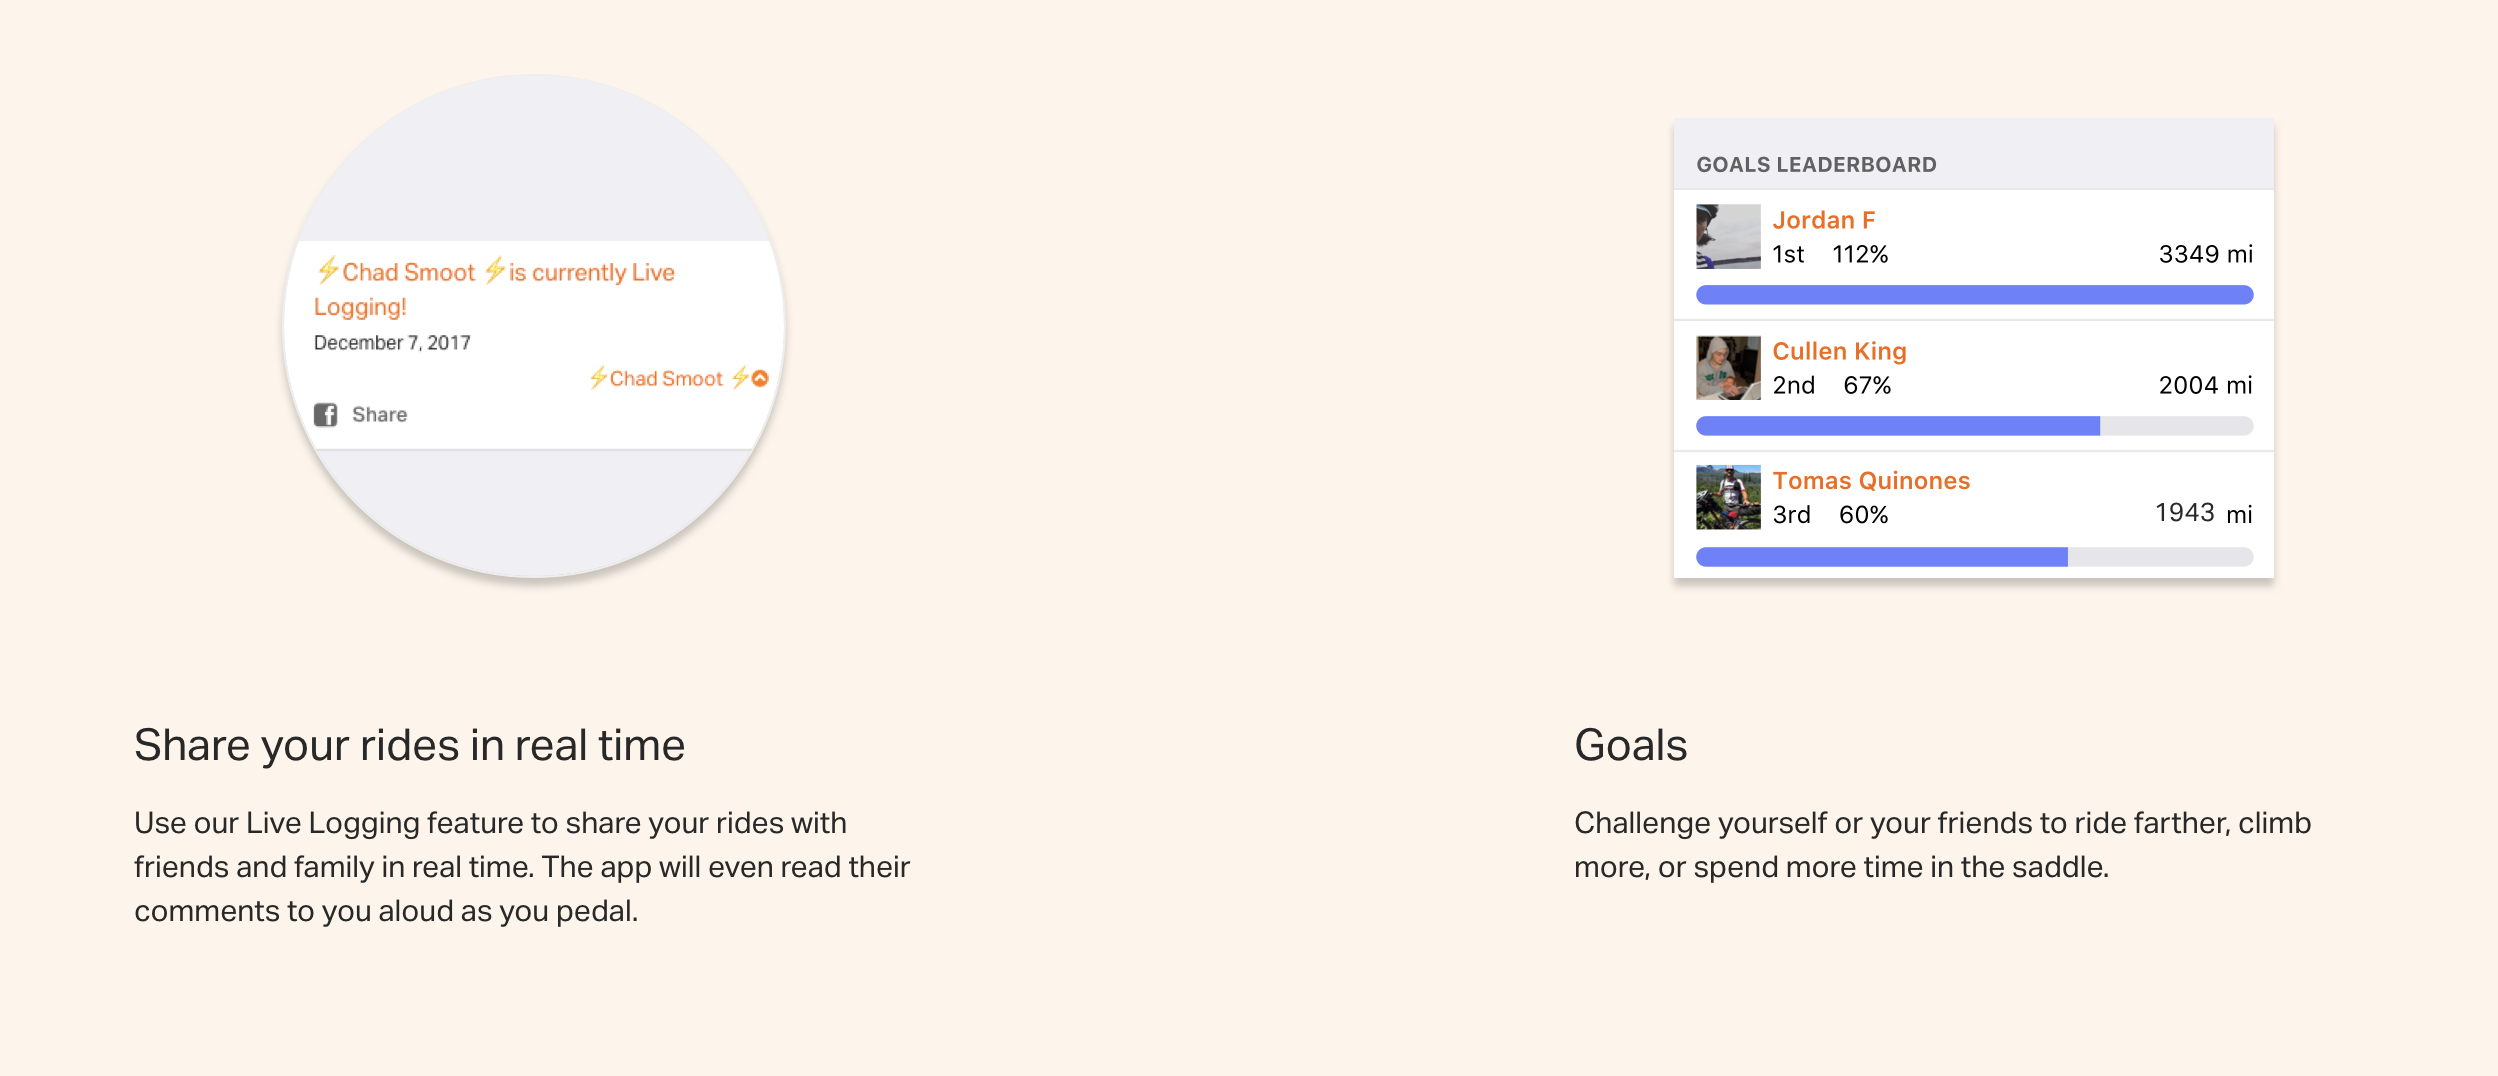 ⚡Chad Smoot ⚡is currently Live
Logging!
December 7, 2017
⚡Chad Smoot ⚡
Share
Share your rides in real time
Use our Live Logging feature to share your rides with
friends and family in real time. The app will even read their
comments to you aloud as you pedal.
GOALS LEADERBOARD
Jordan F
1st 112% 3349 mi
Cullen King
2nd 67% 2004 mi
Tomas Quinones
3rd 60% 1943 mi
Goals
Challenge yourself or your friends to ride farther, climb
more, or spend more time in the saddle.